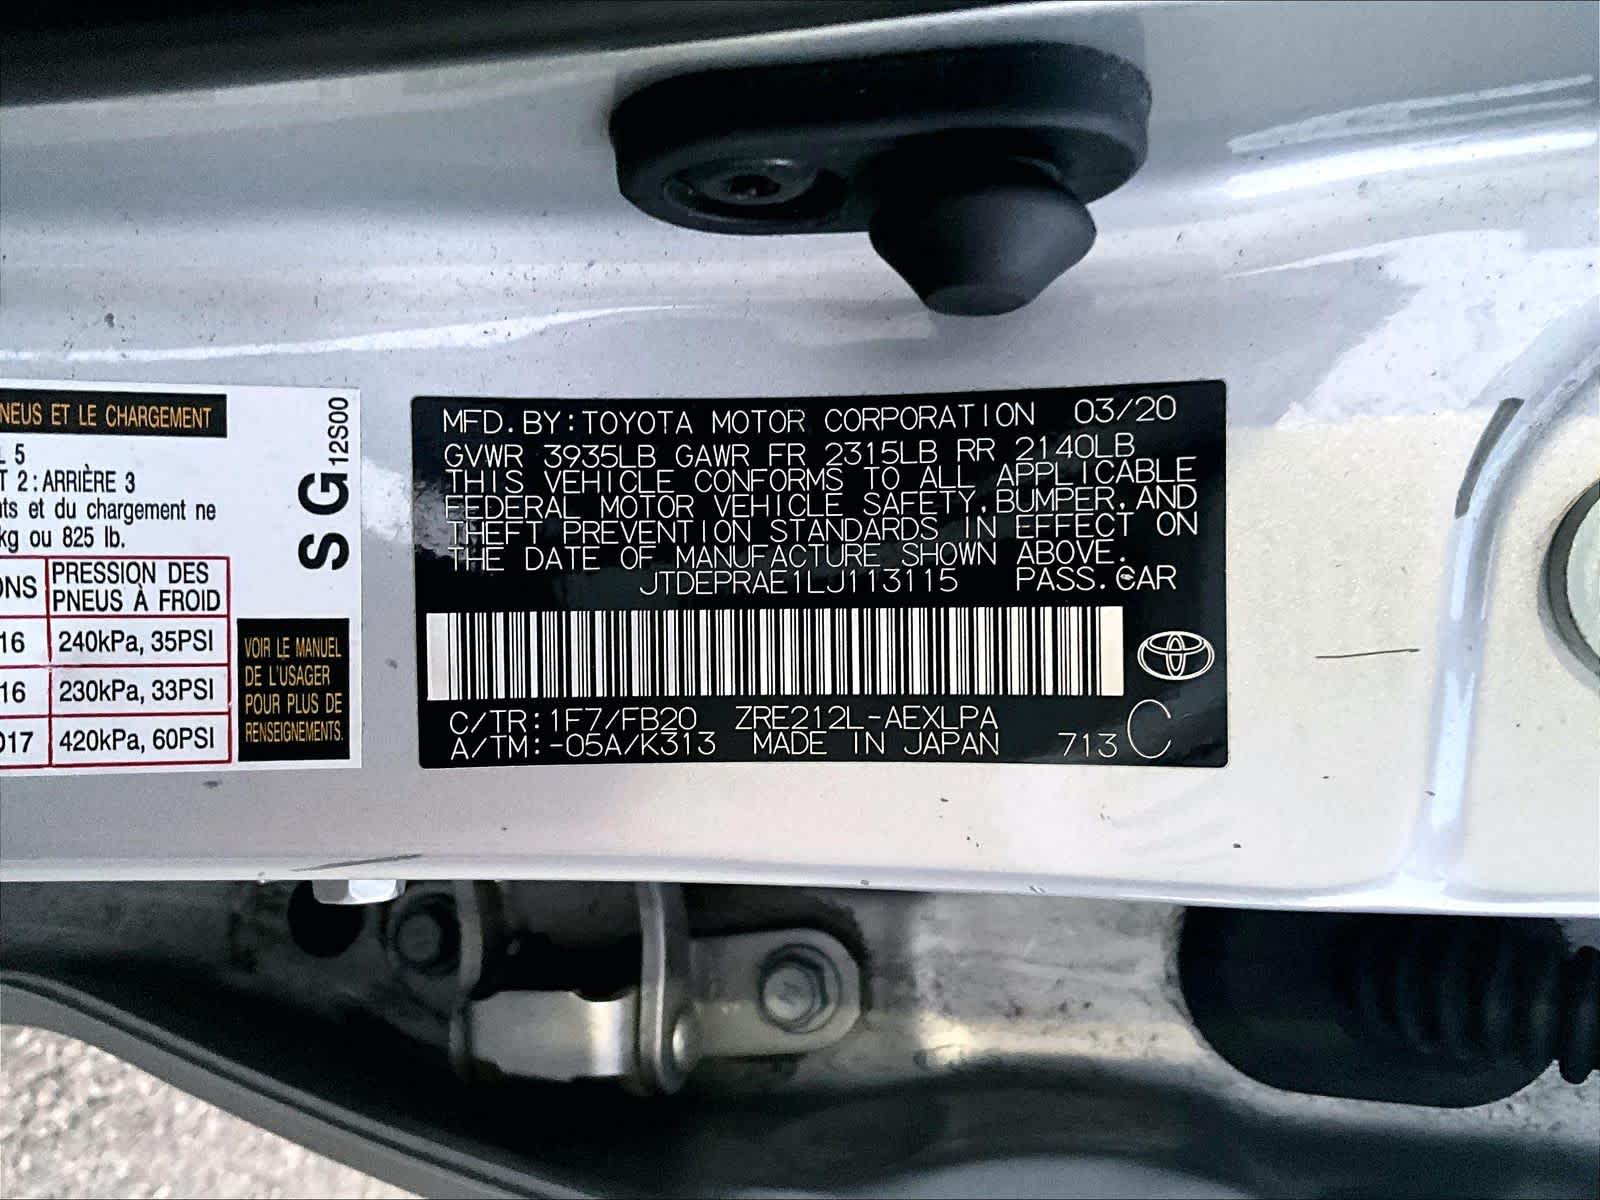 NEUS ET LE CHARGEMENT
L 5
T 2 : ARRIÈRE 3
ts et du chargement ne
kg ou 825 lb.
ONS PRESSION DES
PNEUS À FROID
16 240kPa, 35PSI
16 230kPa, 33PSI
D17 420kPa, 60PSI
S G 12S00
VOIR LE MANUEL
DE L'USAGER
POUR PLUS DE
RENSEIGNEMENTS.
MFD. BY: TOYOTA MOTOR CORPORATION 03/20
GVWR 3935LB GAWR FR 2315LB RR 2140LB
THIS VEHICLE CONFORMS TO ALL APPLICABLE
FEDERAL MOTOR VEHICLE SAFETY, BUMPER, AND
THEFT PREVENTION STANDARDS IN EFFECT ON
THE DATE OF MANUFACTURE SHOWN ABOVE.
JTDEPRAE1LJ113115 PASS. CAR
C/TR: 1F7/FB20 ZRE212L-AEXLPA
A/TM: -05A/K313 MADE IN JAPAN 713 C